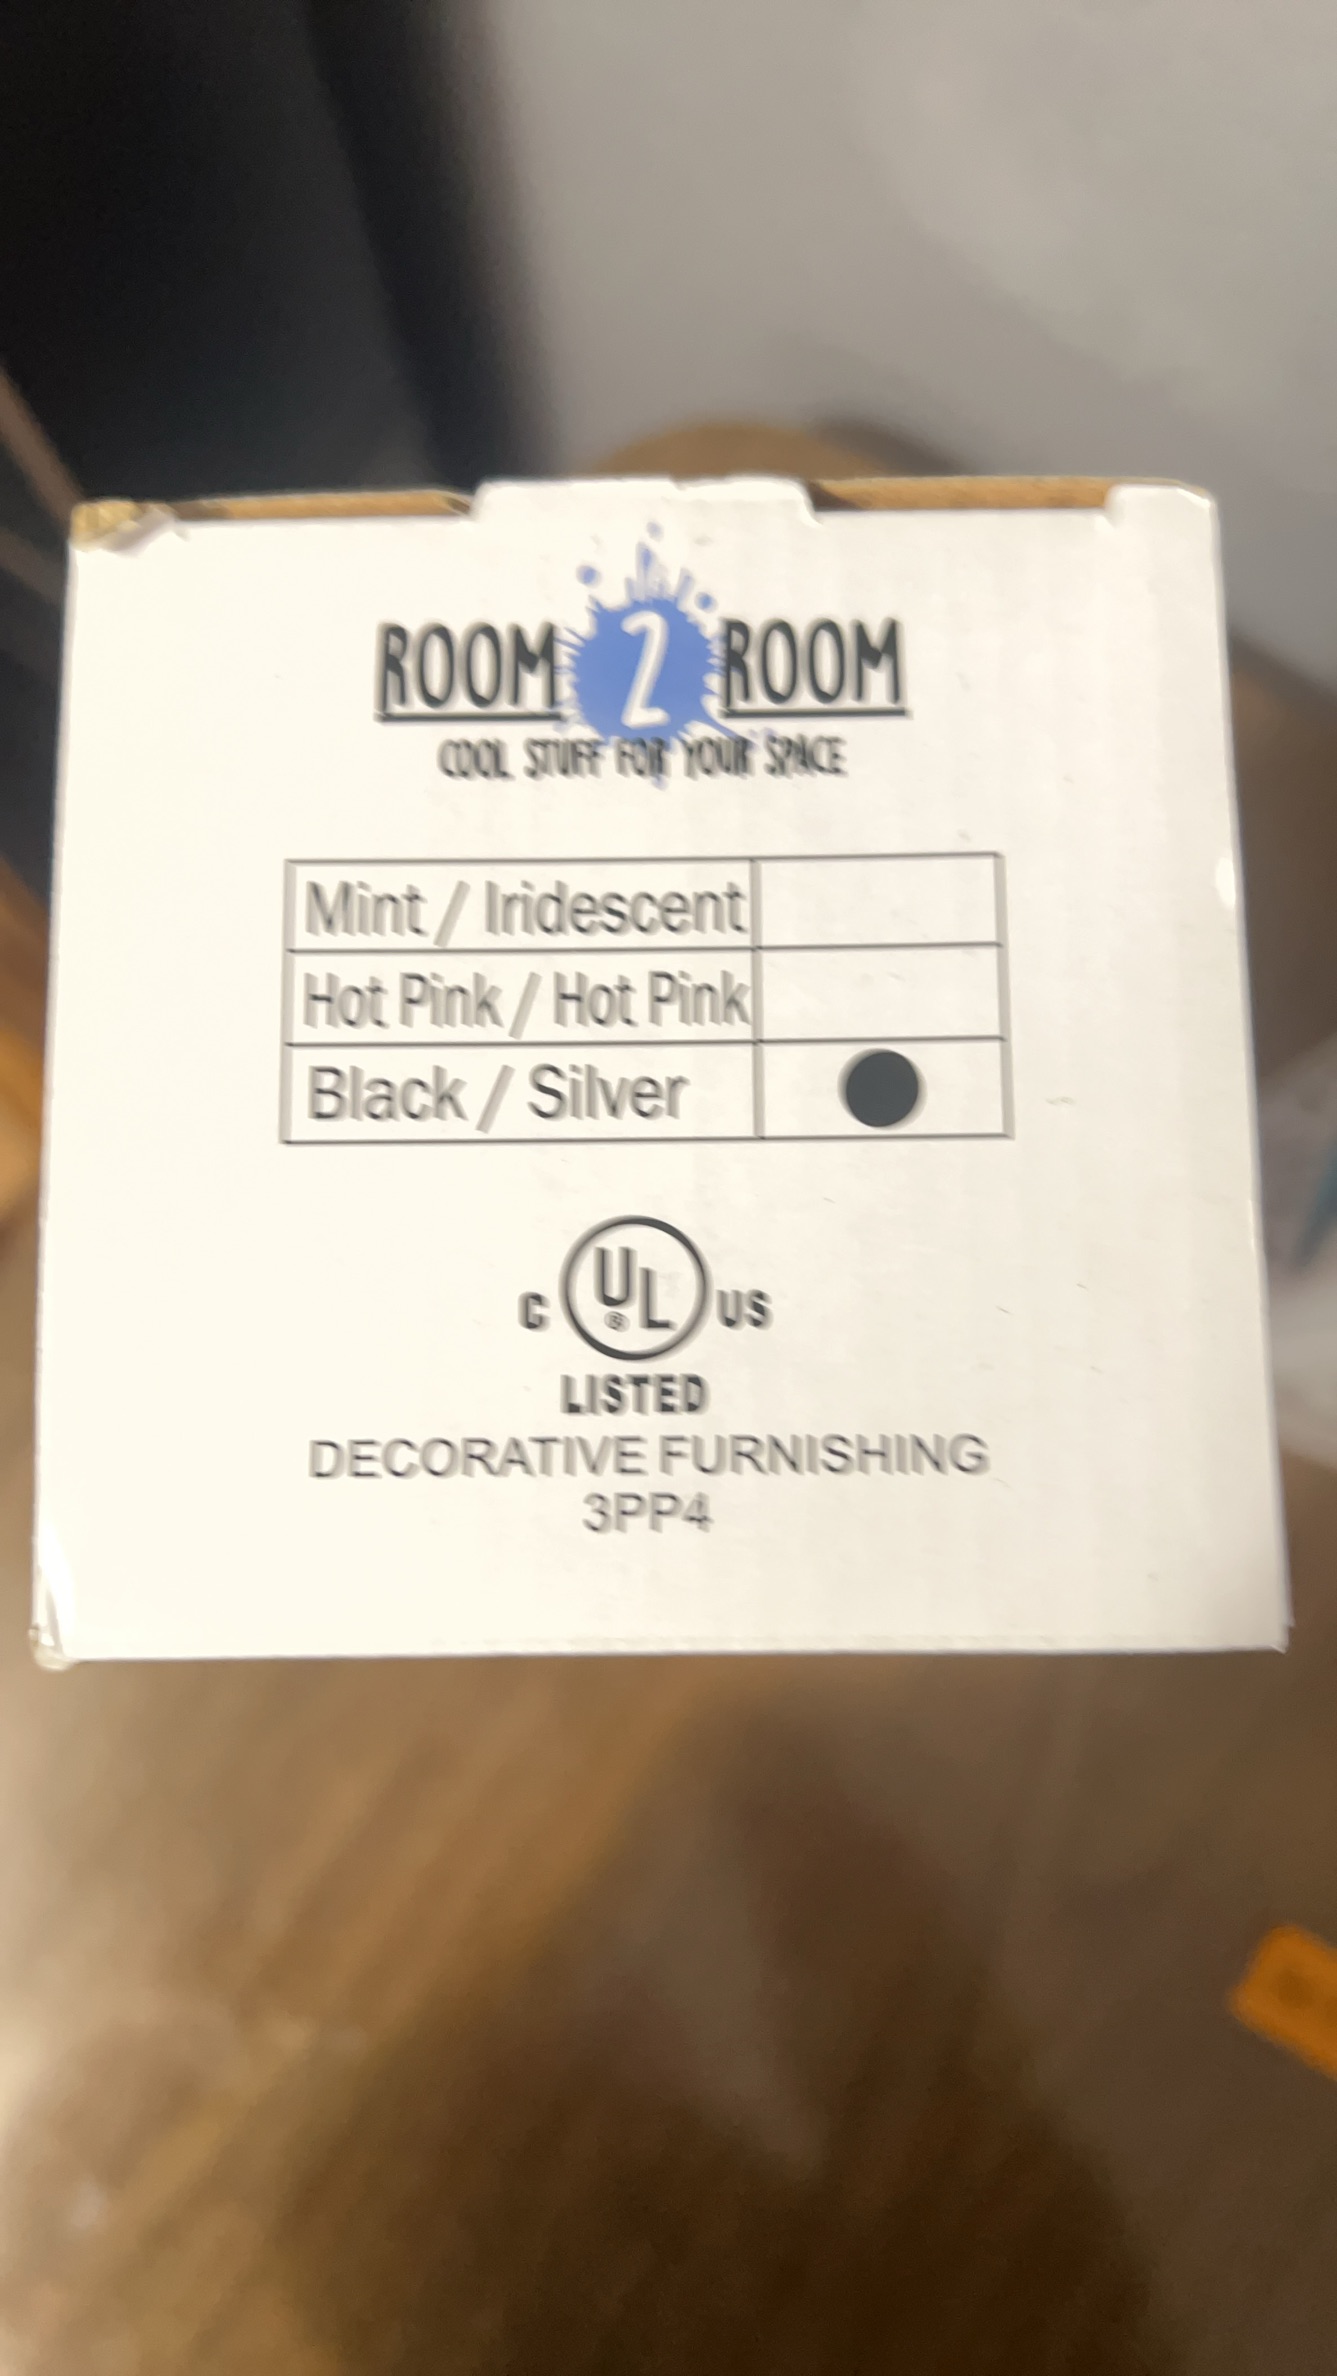 ROOM 2 ROOM
COOL STUFF FOR YOUR SPACE
Mint / Iridescent
Hot Pink / Hot Pink
Black / Silver
C UL® US
LISTED
DECORATIVE FURNISHING
3PP4